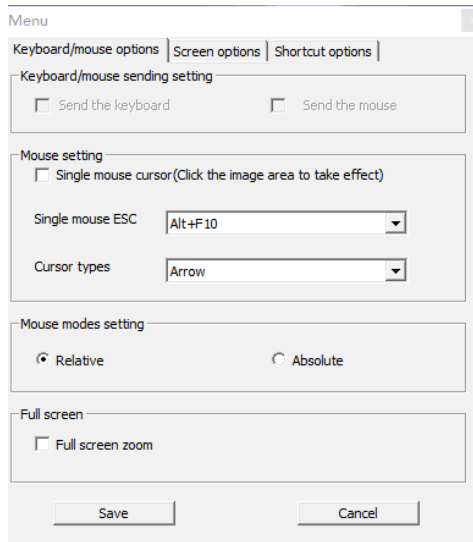 Menu
Keyboard/mouse options Screen options Shortcut options
Keyboard/mouse sending setting
Send the keyboard Send the mouse
Mouse setting
Single mouse cursor(Click the image area to take effect)
Single mouse ESC Alt+F10
Cursor types Arrow
Mouse modes setting
Relative Absolute
Full screen
Full screen zoom
Save Cancel